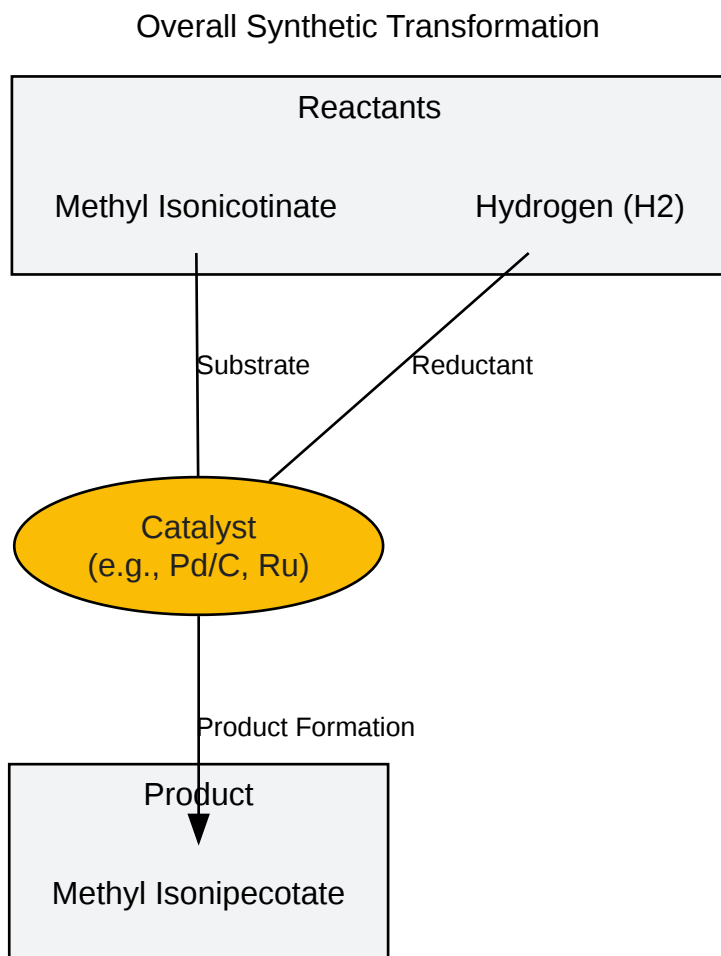 Overall Synthetic Transformation
Reactants
Methyl Isonicotinate
Hydrogen (H2)
Substrate
Reductant
Catalyst
(e.g., Pd/C, Ru)
Product Formation
Product
Methyl Isonipecotate